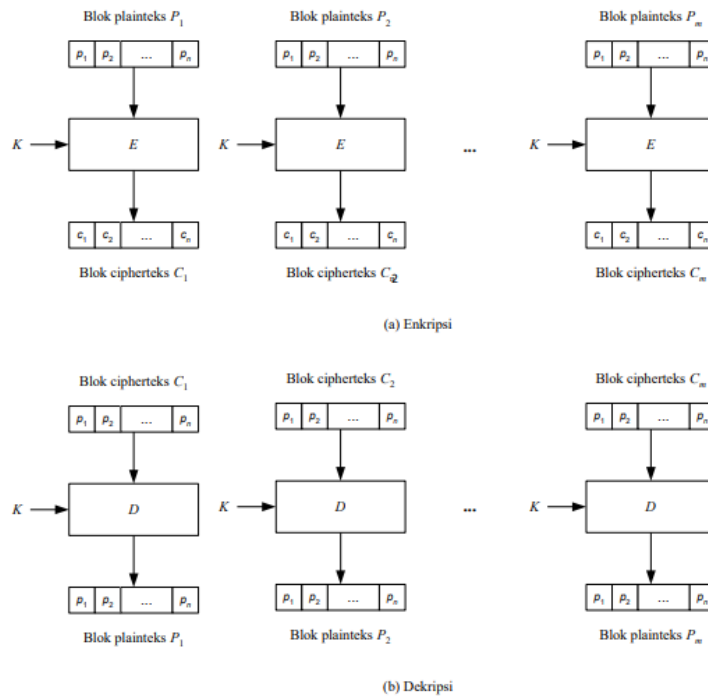 Blok plainteks P1 Blok plainteks P2 Blok plainteks Pm
p1 p2 ... pn p1 p2 ... pn p1 p2 ... pn
K E K E ... K E
c1 c2 ... cn c1 c2 ... cn c1 c2 ... cn
Blok cipherteks C1 Blok cipherteks C2 Blok cipherteks Cm
(a) Enkripsi
Blok cipherteks C1 Blok cipherteks C2 Blok cipherteks Cm
p1 p2 ... pn p1 p2 ... pn p1 p2 ... pn
K D K D ... K D
p1 p2 ... pn p1 p2 ... pn p1 p2 ... pn
Blok plainteks P1 Blok plainteks P2 Blok plainteks Pm
(b) Dekripsi